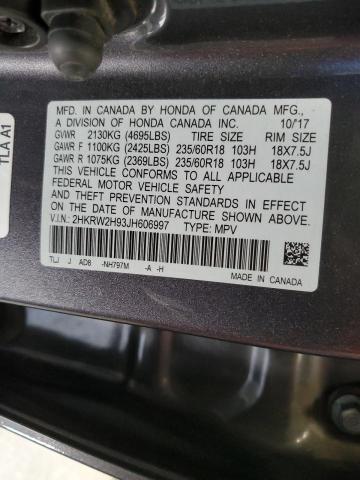 MFD. IN CANADA BY HONDA OF CANADA MFG.,
A DIVISION OF HONDA CANADA INC. 10/17
GVWR 2130KG (4695LBS) TIRE SIZE RIM SIZE
GAWR F 1100KG (2425LBS) 235/60R18 103H 18X7.5J
GAWR R 1075KG (2369LBS) 235/60R18 103H 18X7.5J
THIS VEHICLE CONFORMS TO ALL APPLICABLE
FEDERAL MOTOR VEHICLE SAFETY AND
THEFT PREVENTION STANDARDS IN EFFECT ON THE
DATE OF MANUFACTURE SHOWN ABOVE.
V.I.N: 2HKRW2H93JH606997 TYPE: MPV
TLJ J AD8 -NH797M -A -H
MADE IN CANADA
TLA A1